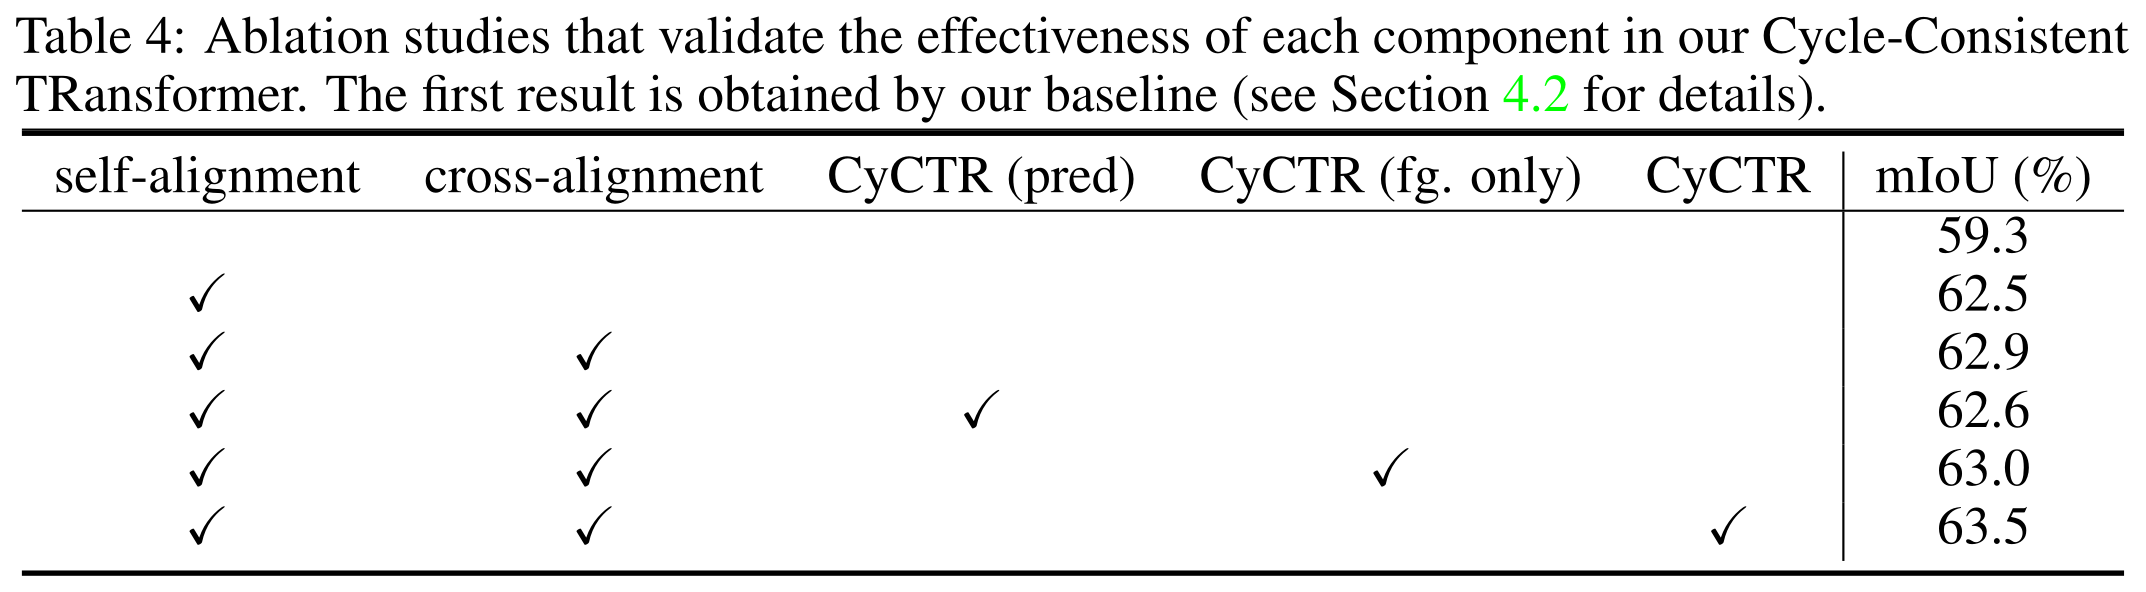 Table 4: Ablation studies that validate the effectiveness of each component in our Cycle-Consistent
TRansformer. The first result is obtained by our baseline (see Section 4.2 for details).
self-alignment cross-alignment CyCTR (pred) CyCTR (fg. only) CyCTR mIoU (%)
59.3
✓ 62.5
✓ ✓ 62.9
✓ ✓ ✓ 62.6
✓ ✓ ✓ 63.0
✓ ✓ ✓ 63.5